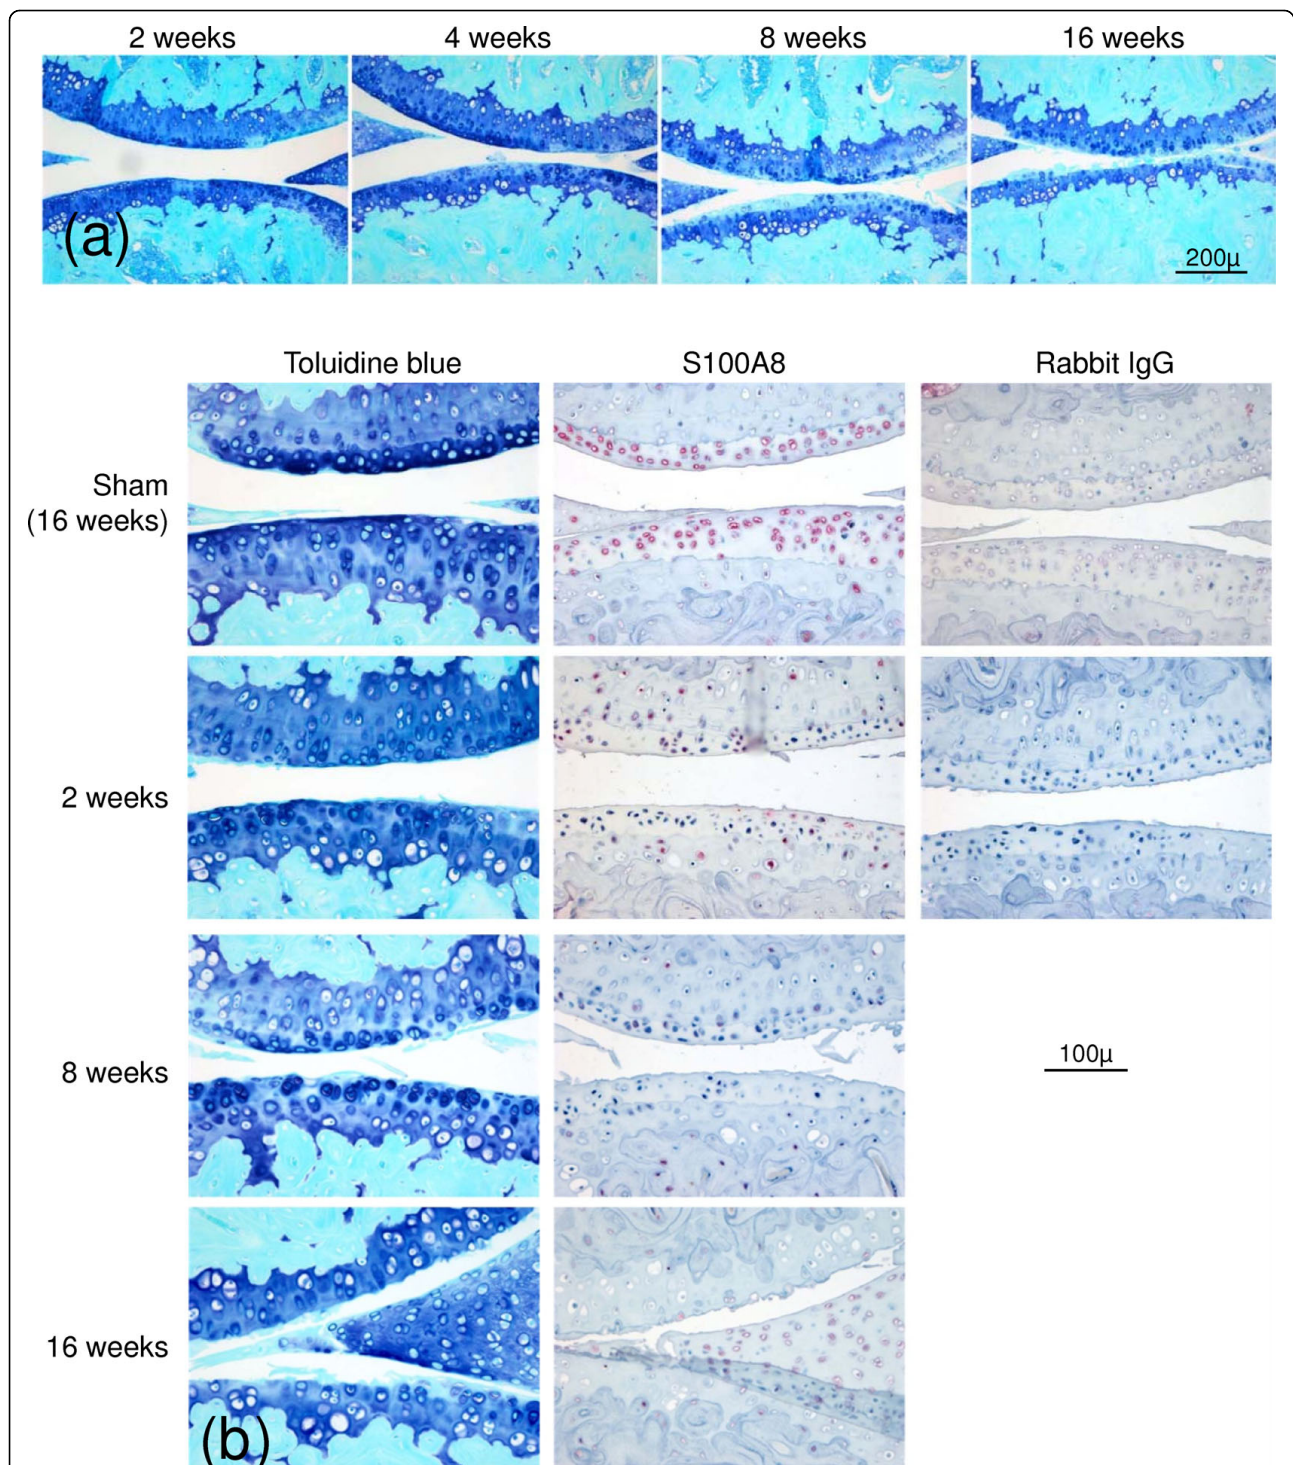 2 weeks 4 weeks 8 weeks 16 weeks
(a)
200µ
Toluidine blue S100A8 Rabbit IgG
Sham
(16 weeks)
2 weeks
8 weeks
100µ
16 weeks
(b)